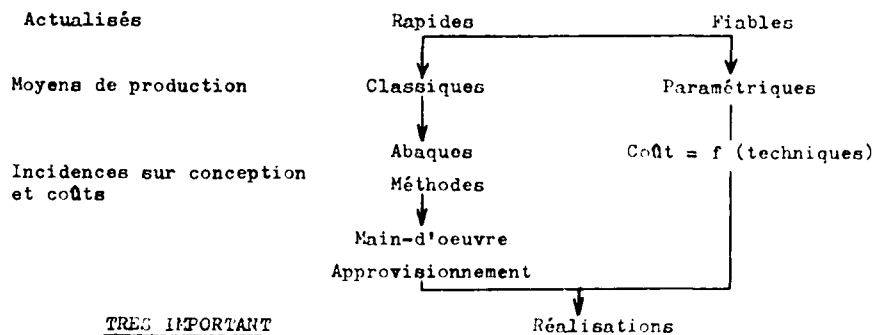 Actualisés Rapides Fiables
Moyens de production Classiques Paramétriques
Abaques Coût = f (techniques)
Incidences sur conception
et coûts
Méthodes
Main-d'oeuvre
Approvisionnement
TRES IMPORTANT Réalisations